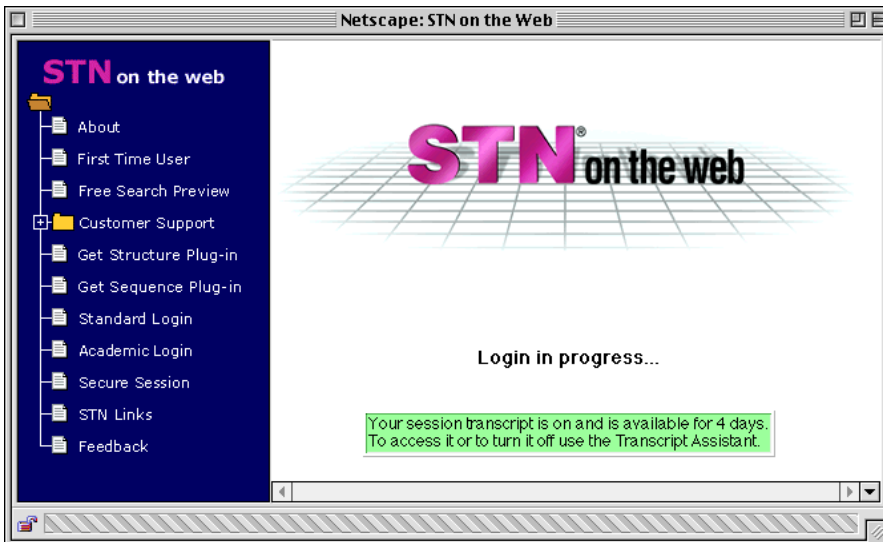 Netscape: STN on the Web
STN on the web
About
First Time User
Free Search Preview
Customer Support
Get Structure Plug-in
Get Sequence Plug-in
Standard Login
Academic Login
Secure Session
STN Links
Feedback
STN® on the web
Login in progress...
Your session transcript is on and is available for 4 days.
To access it or to turn it off use the Transcript Assistant.